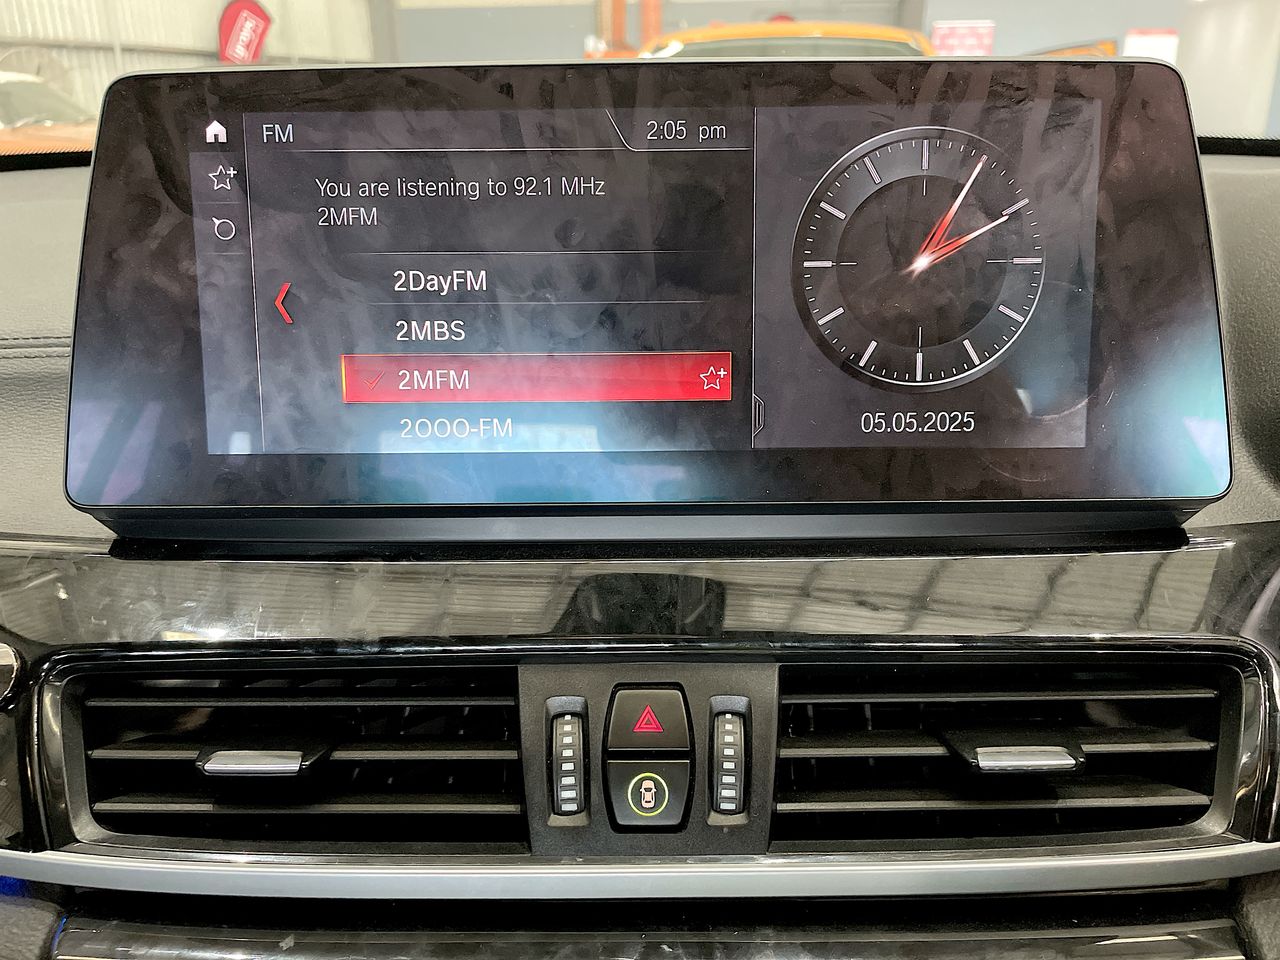 FM
2:05 pm
You are listening to 92.1 MHz
2MFM
2DayFM
2MBS
2MFM
2OOO-FM
05.05.2025